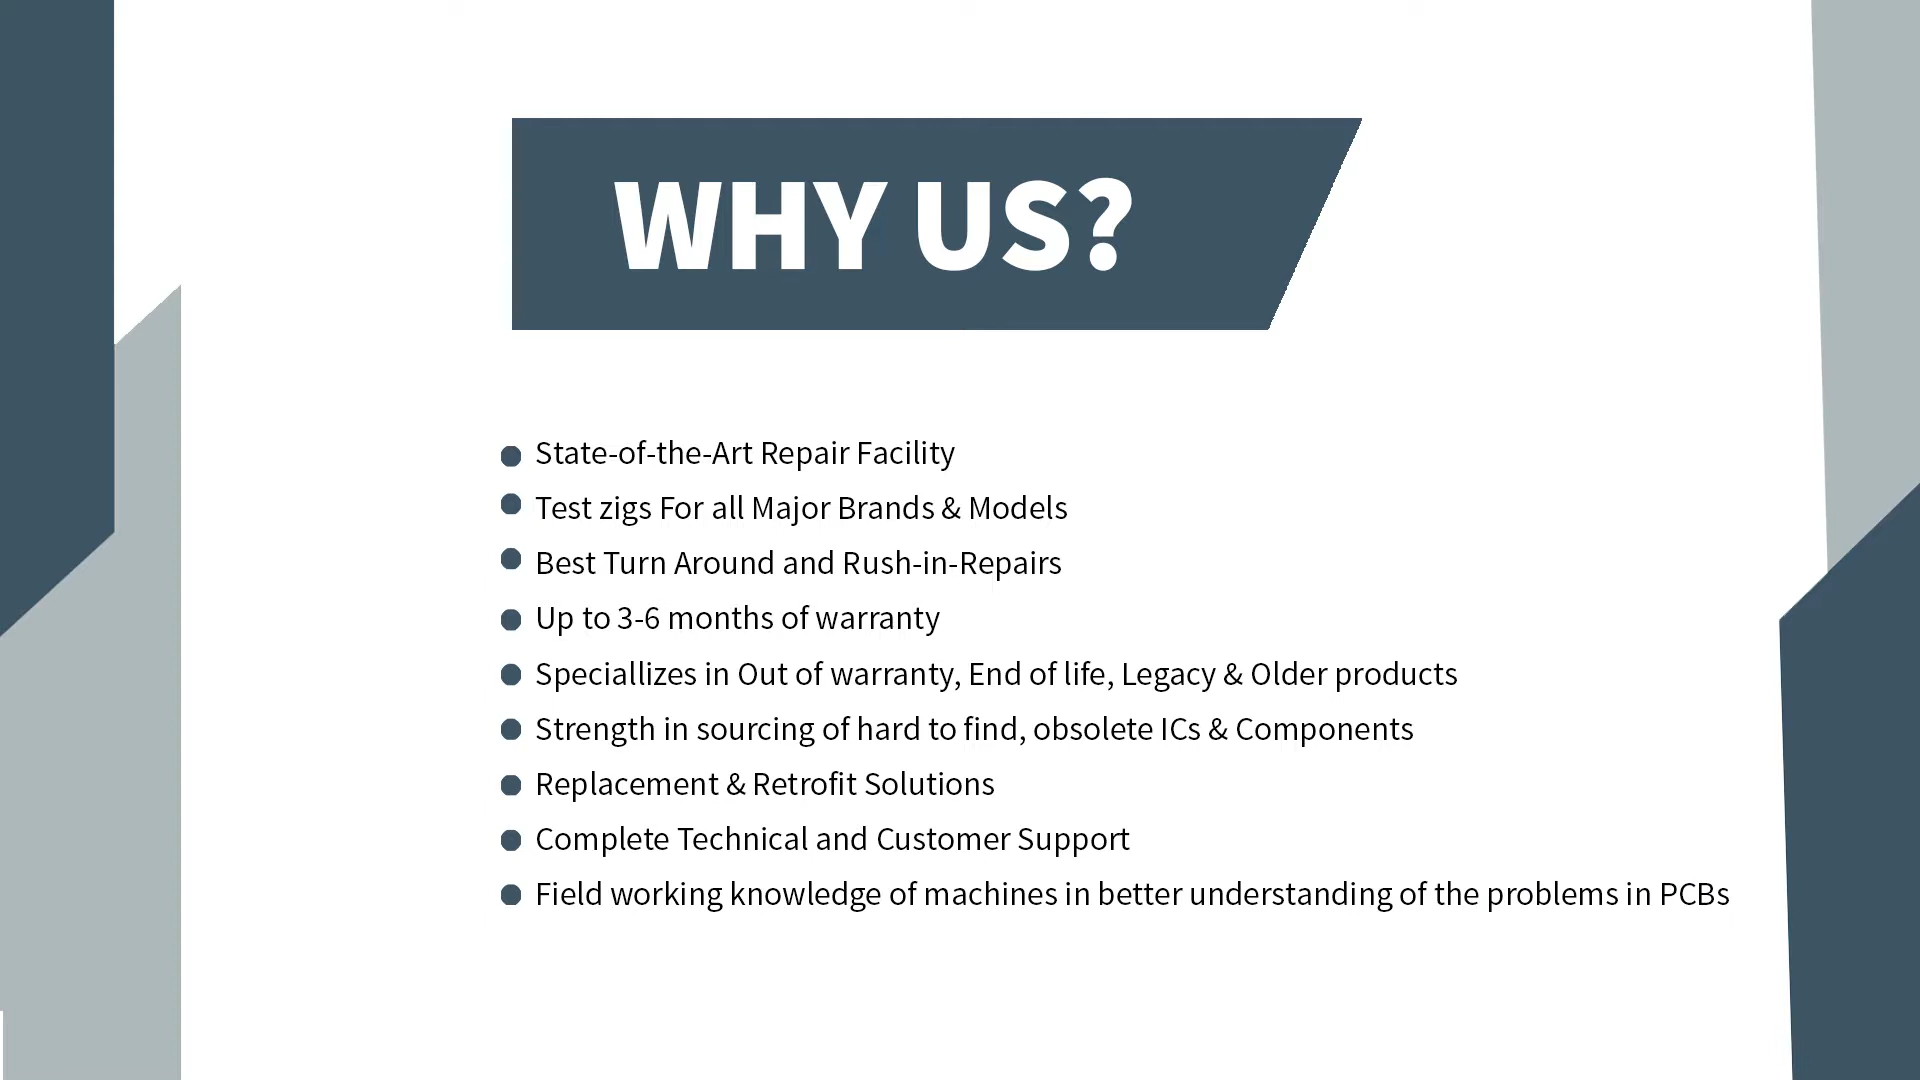 WHY US?
State-of-the-Art Repair Facility
Test zigs For all Major Brands & Models
Best Turn Around and Rush-in-Repairs
Up to 3-6 months of warranty
Speciallizes in Out of warranty, End of life, Legacy & Older products
Strength in sourcing of hard to find, obsolete ICs & Components
Replacement & Retrofit Solutions
Complete Technical and Customer Support
Field working knowledge of machines in better understanding of the problems in PCBs